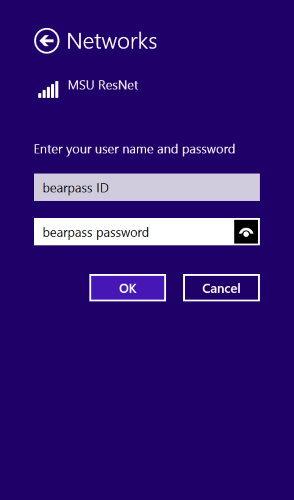 Networks
MSU ResNet
Enter your user name and password
bearpass ID
bearpass password
OK
Cancel